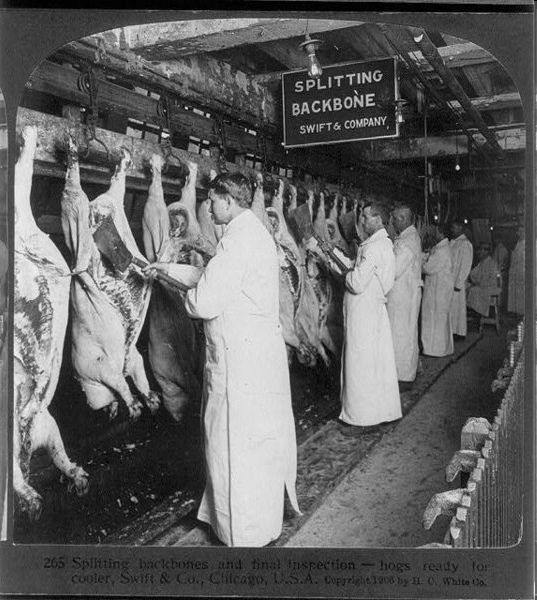 SPLITTING
BACKBONE
SWIFT & COMPANY
265 Splitting backbones and final inspection — hogs ready for
cooler, Swift & Co., Chicago, U.S.A. Copyright 1906 by H. C. White Co.